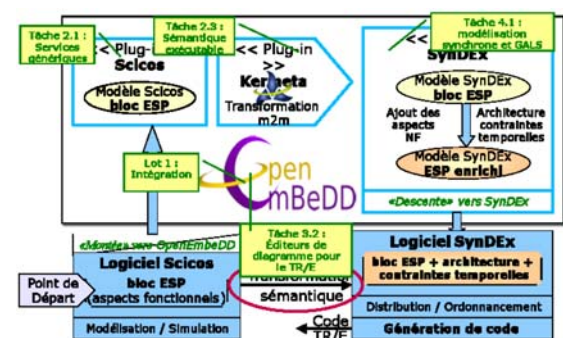 Tâche 2.1 :
Services
génériques
<< Plug-in
Scicos
Modèle Scicos
bloc ESP
Tâche 2.3 :
Sémantique
exécutable
<< Plug-in
>>
Kermeta
Transformation
m2m
Tâche 4.1 :
modélisation
synchrone et GALS
<<
SynDEx
Modèle SynDEx
bloc ESP
Ajout des
aspects
NF
Architecture
contraintes
temporelles
Modèle SynDEx
ESP enrichi
«Descente» vers SynDEx
Lot 1 :
Intégration
Open
EmBeDD
Tâche 3.2 :
Éditeurs de
diagramme pour
le TR/E
«Montée» vers OpenEmbeDD
Point de
Départ
Logiciel Scicos
bloc ESP
(aspects fonctionnels)
Modélisation / Simulation
sémantique
Code
TR/E
Logiciel SynDEx
bloc ESP + architecture +
contraintes temporelles
Distribution / Ordonnancement
Génération de code